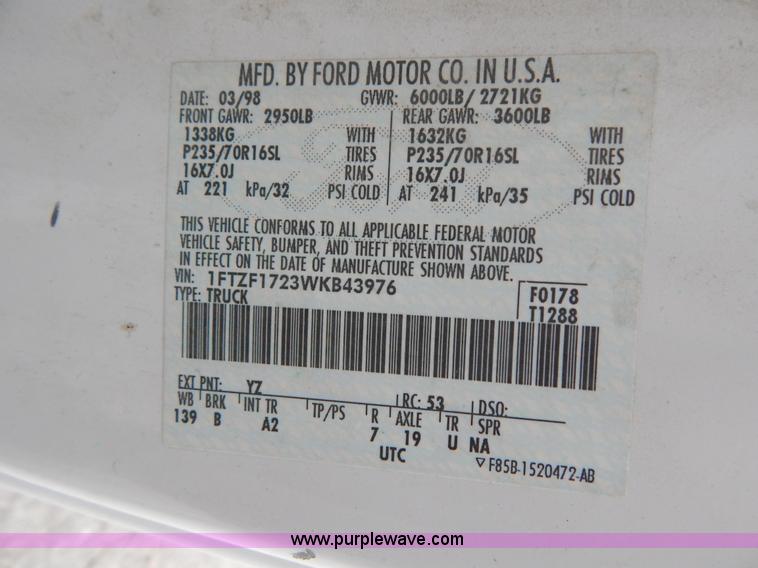 MFD. BY FORD MOTOR CO. IN U.S.A.
DATE: 03/98 GVWR: 6000LB/ 2721KG
FRONT GAWR: 2950LB REAR GAWR: 3600LB
1338KG WITH 1632KG WITH
P235/70R16SL TIRES P235/70R16SL TIRES
16X7.0J RIMS 16X7.0J RIMS
AT 221 kPa/32 PSI COLD AT 241 kPa/35 PSI COLD
THIS VEHICLE CONFORMS TO ALL APPLICABLE FEDERAL MOTOR
VEHICLE SAFETY, BUMPER, AND THEFT PREVENTION STANDARDS
IN EFFECT ON THE DATE OF MANUFACTURE SHOWN ABOVE.
VIN: 1FTZF1723WKB43976 F0178
TYPE: TRUCK T1288
EXT PNT: YZ RC: 53 DSO:
WB BRK INT TR TP/PS R AXLE TR SPR
139 B A2 7 19 U NA
UTC F85B-1520472-AB
www.purplewave.com